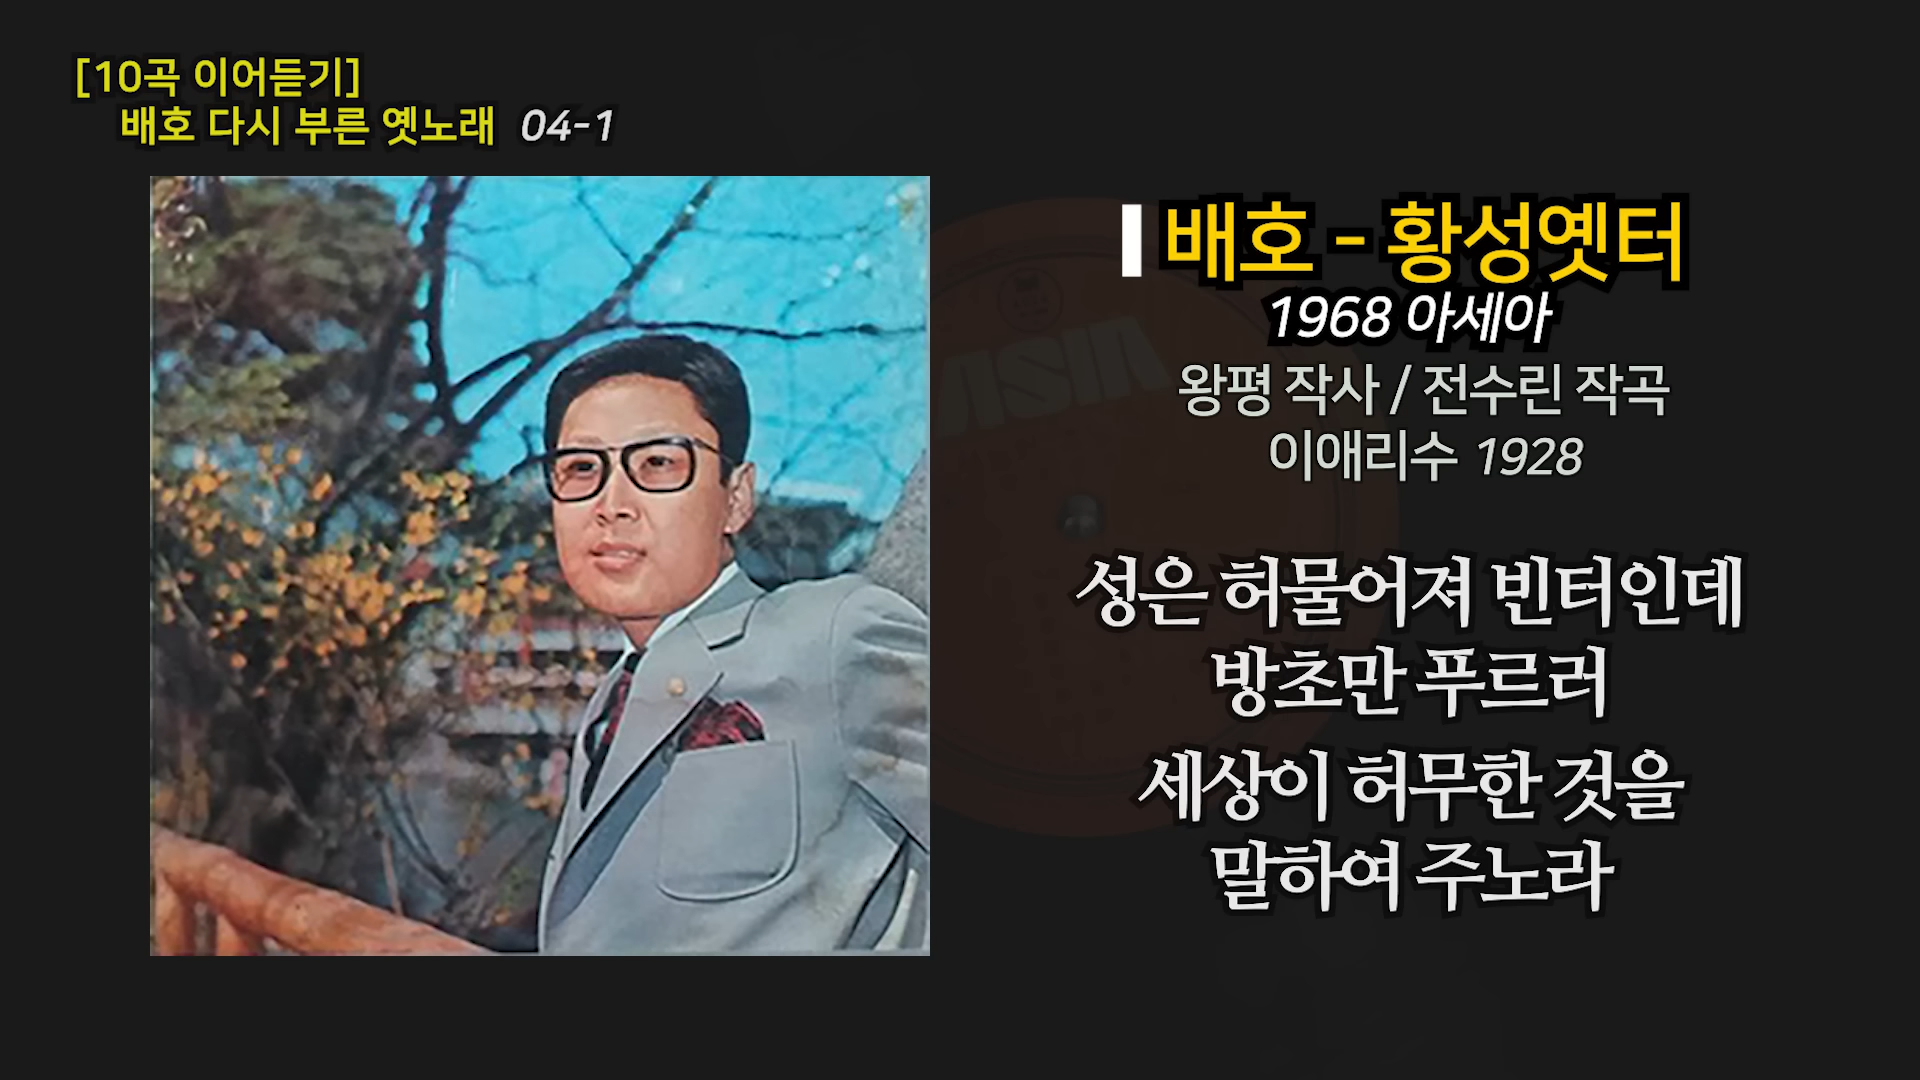 [10곡 이어듣기]
배호 다시 부른 옛노래 04-1
배호 - 황성옛터
1968 아세아
왕평 작사 / 전수린 작곡
이애리수 1928
ASIA
성은 허물어져 빈터인데
방초만 푸르러
세상이 허무한 것을
말하여 주노라